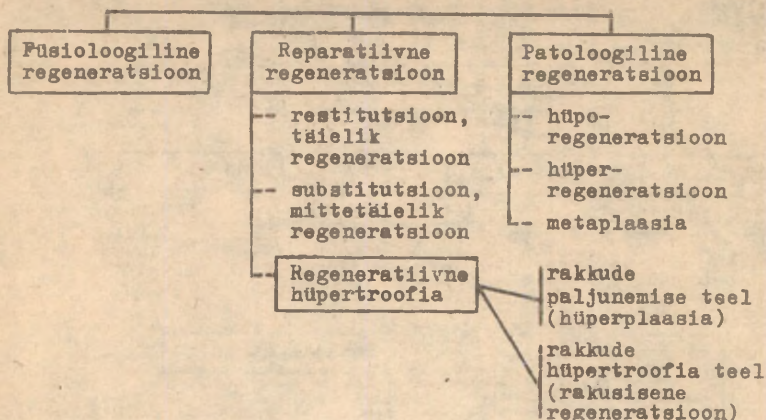 Füsioloogiline
regeneratsioon
Reparatiivne
regeneratsioon
restitutsioon,
täielik
regeneratsioon
substitutsioon,
mittetäielik
regeneratsioon
Regeneratiivne
hüpertroofia
Patoloogiline
regeneratsioon
hüpo-
regeneratsioon
hüper-
regeneratsioon
metaplaasia
rakkude
paljunemise teel
(hüperplaasia)
rakkude
hüpertroofia teel
(rakusisene
regeneratsioon)